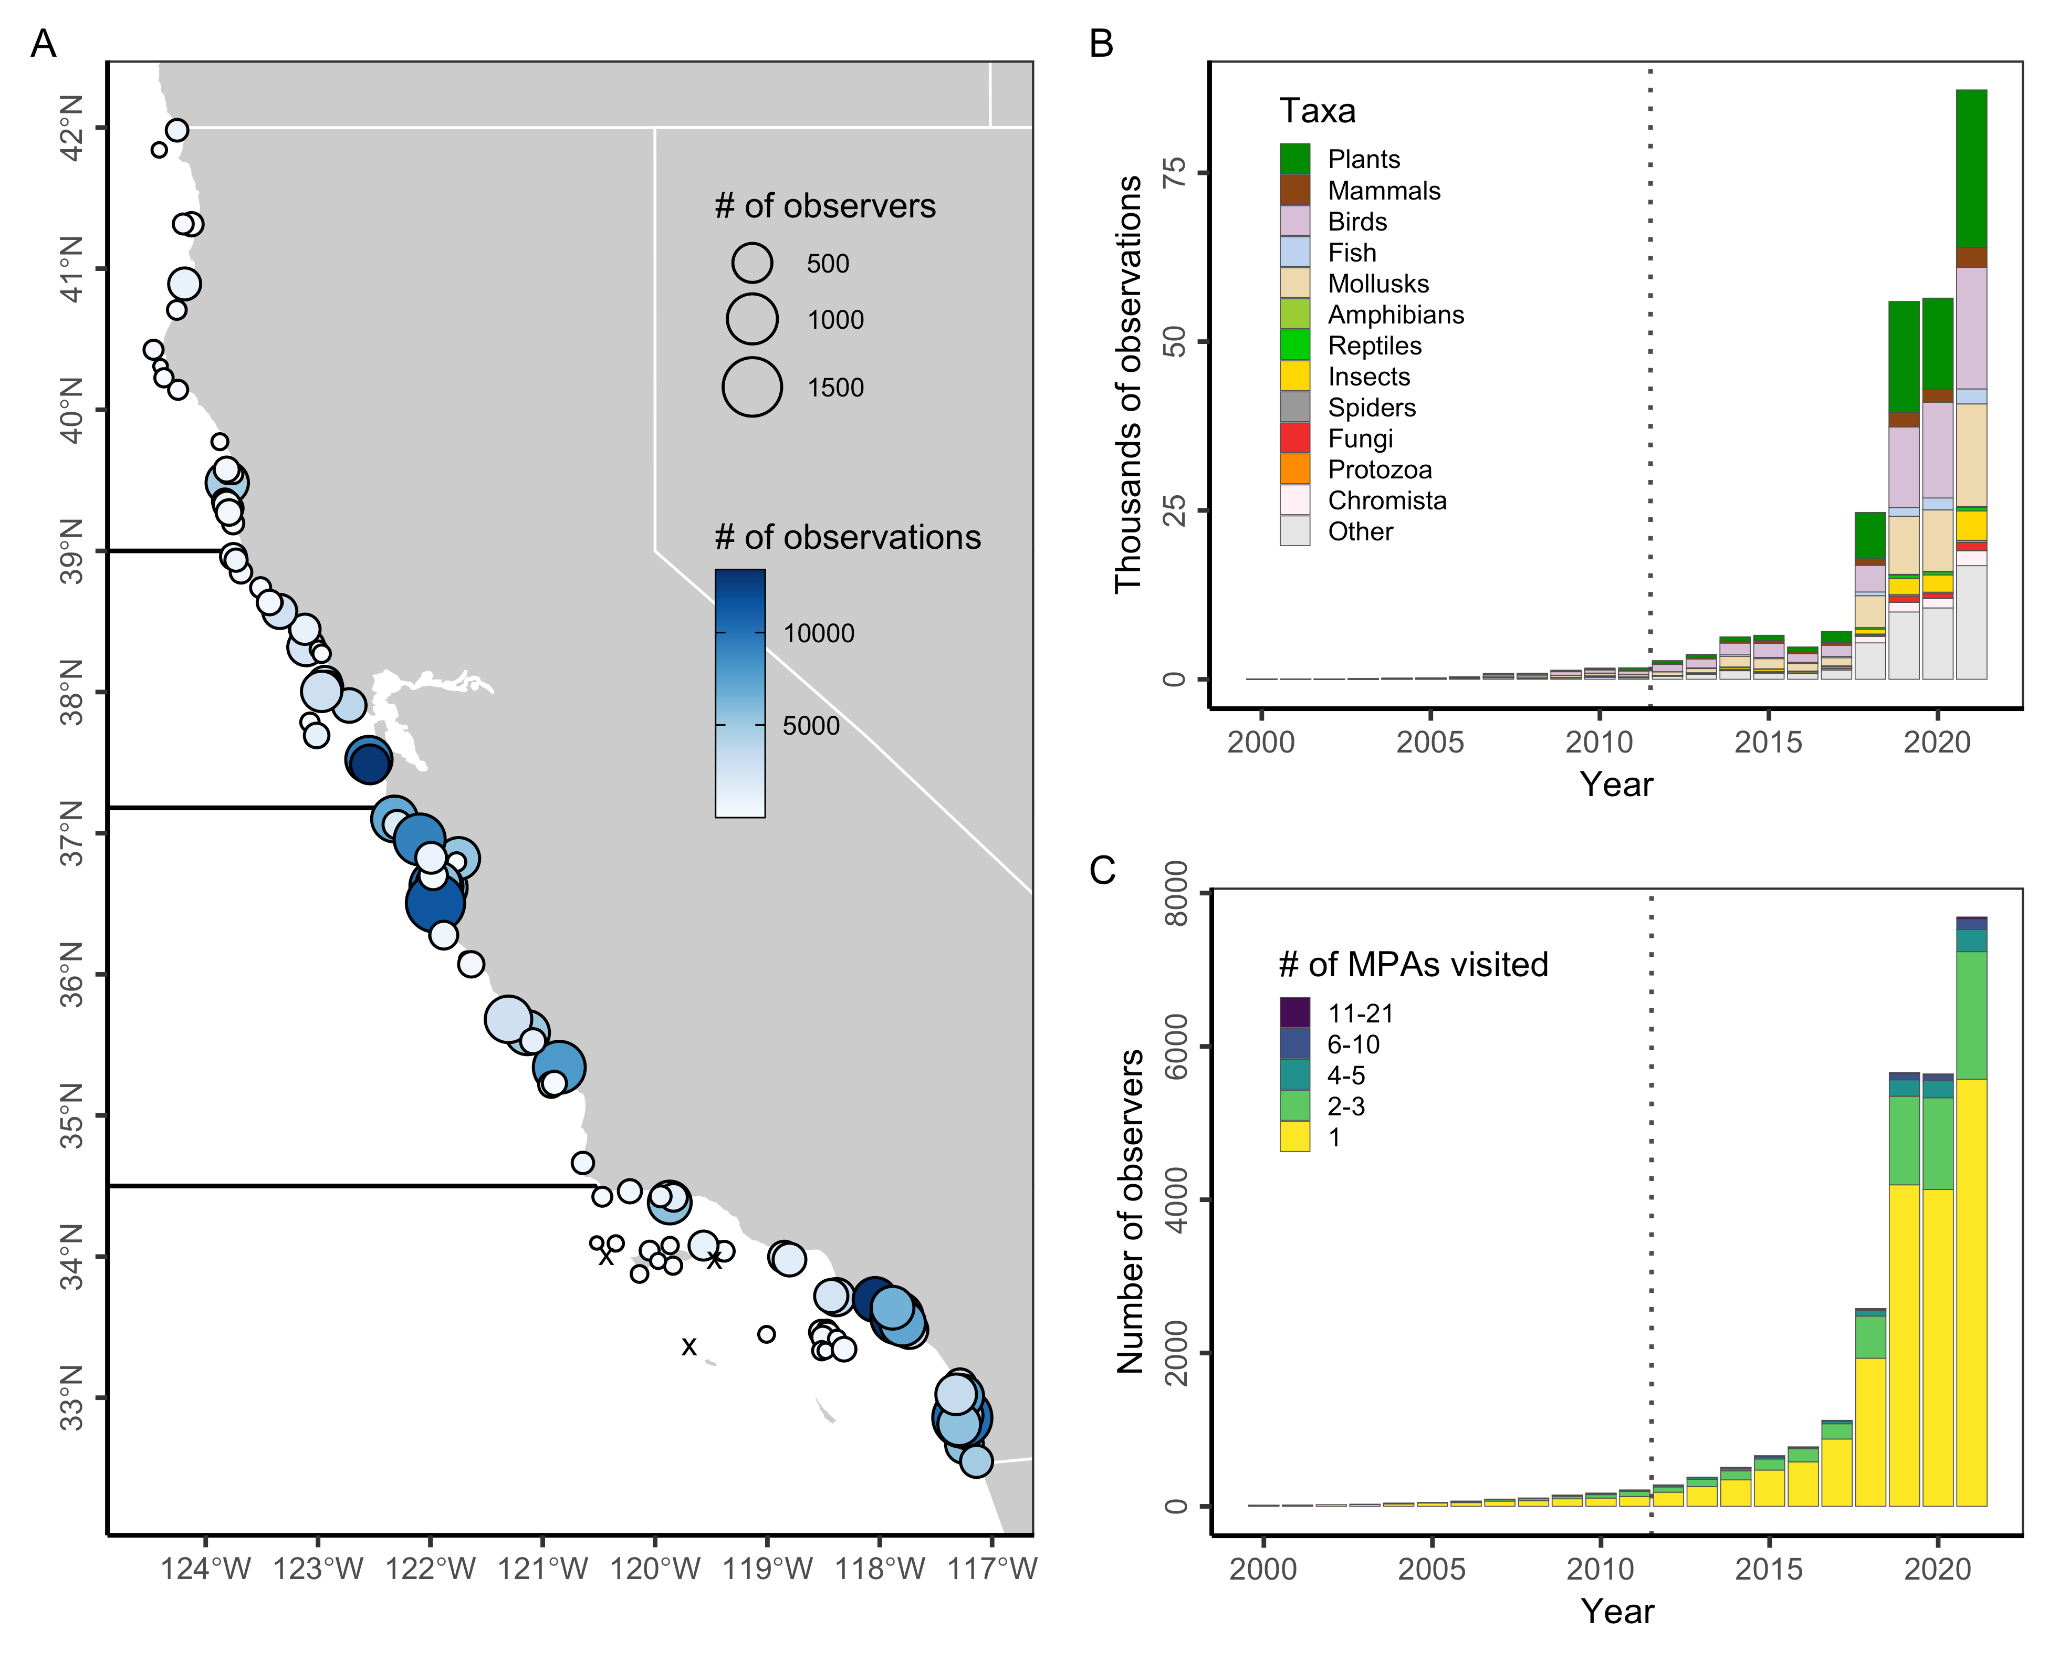 A
42°N
41°N
40°N
39°N
38°N
37°N
36°N
35°N
34°N
33°N
124°W
123°W
122°W
121°W
120°W
119°W
118°W
117°W
# of observers
500
1000
1500
# of observations
10000
5000
x
x
x
B
Thousands of observations
75
50
25
0
Taxa
Plants
Mammals
Birds
Fish
Mollusks
Amphibians
Reptiles
Insects
Spiders
Fungi
Protozoa
Chromista
Other
2000
2005
2010
2015
2020
Year
C
Number of observers
8000
6000
4000
2000
0
# of MPAs visited
11-21
6-10
4-5
2-3
1
2000
2005
2010
2015
2020
Year